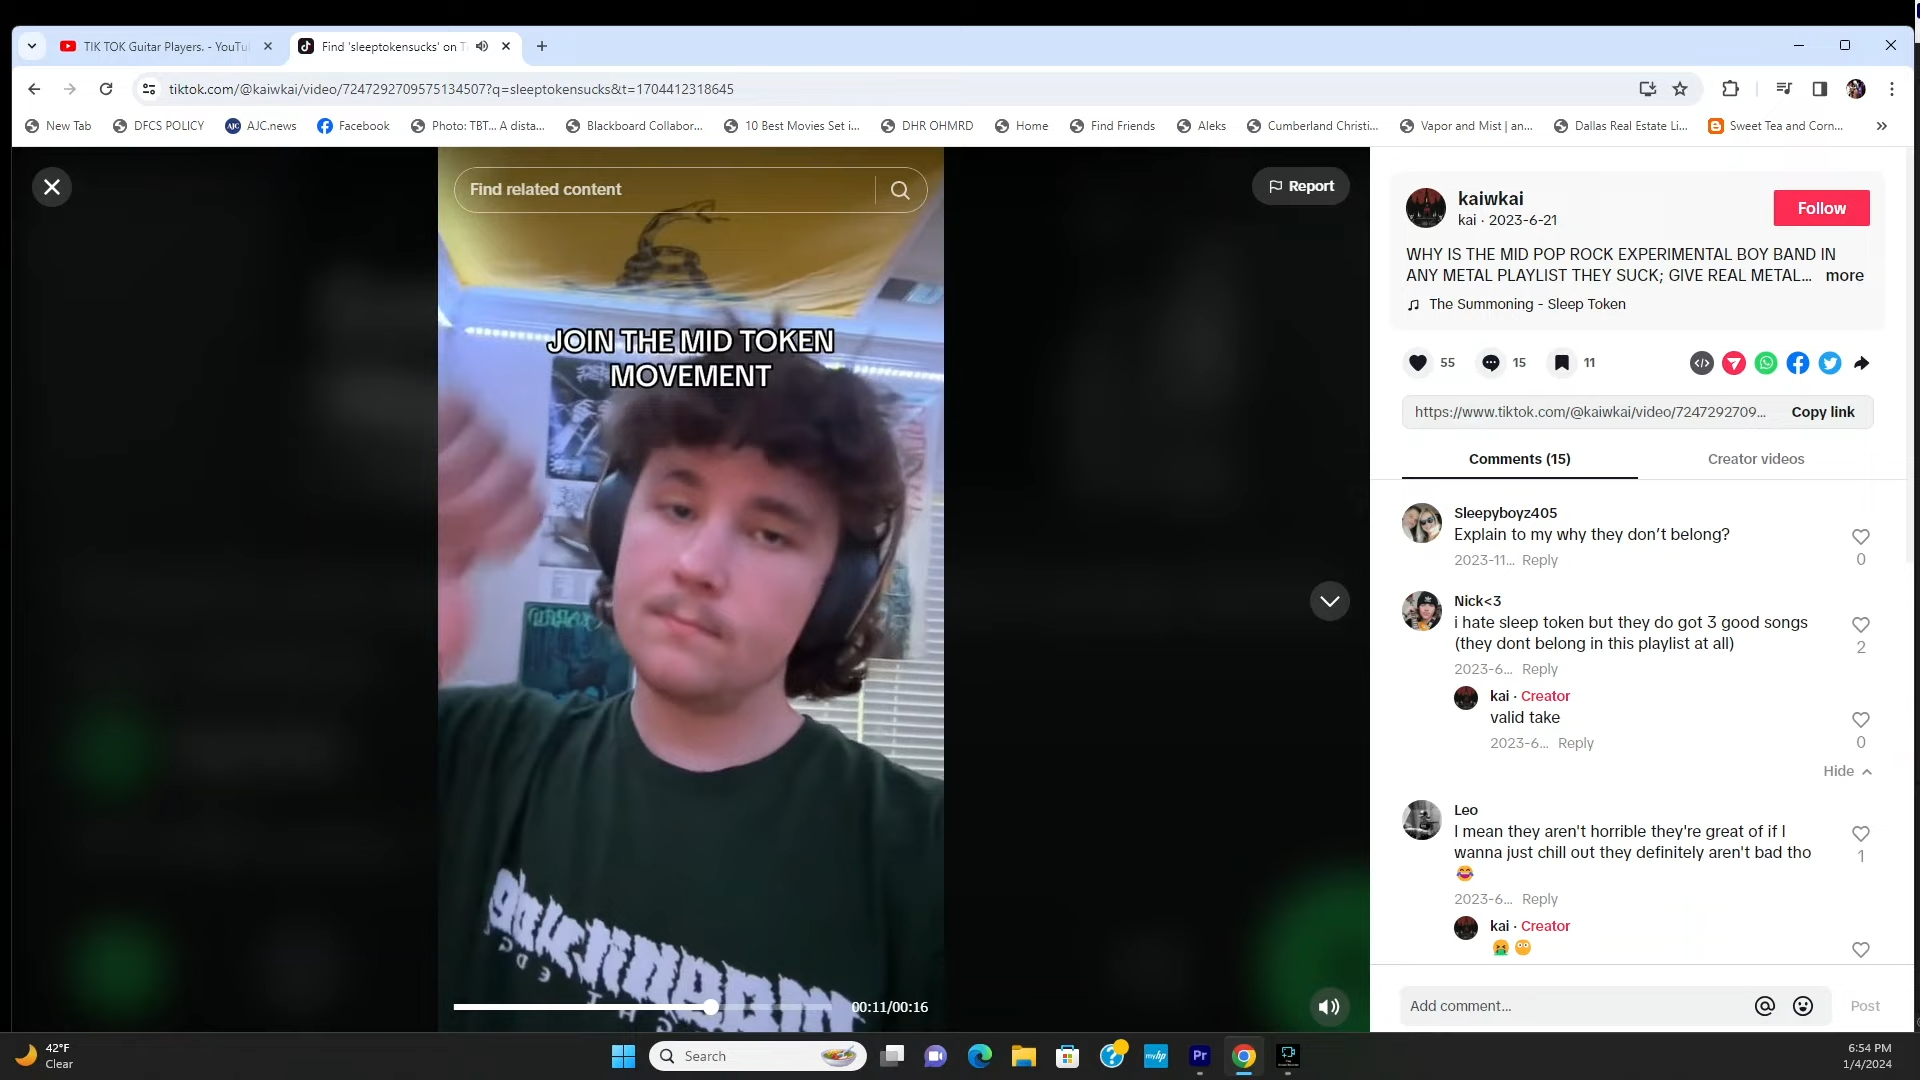 TIK TOK Guitar Players. - YouTu
Find 'sleeptokensucks' on T
tiktok.com/@kaiwkai/video/7247292709575134507?q=sleeptokensucks&t=1704412318645
New Tab
DFCS POLICY
AJC.news
Facebook
Photo: TBT... A dista...
Blackboard Collabor...
10 Best Movies Set i...
DHR OHMRD
Home
Find Friends
Aleks
Cumberland Christi...
Vapor and Mist | an...
Dallas Real Estate Li...
Sweet Tea and Corn...
Find related content
Report
JOIN THE MID TOKEN
MOVEMENT
00:11/00:16
kaiwkai
kai · 2023-6-21
Follow
WHY IS THE MID POP ROCK EXPERIMENTAL BOY BAND IN
ANY METAL PLAYLIST THEY SUCK; GIVE REAL METAL... more
The Summoning - Sleep Token
55
15
11
https://www.tiktok.com/@kaiwkai/video/7247292709...
Copy link
Comments (15)
Creator videos
Sleepyboyz405
Explain to my why they don’t belong?
2023-11... Reply
0
Nick<3
i hate sleep token but they do got 3 good songs
(they dont belong in this playlist at all)
2023-6... Reply
2
kai · Creator
valid take
2023-6... Reply
0
Hide
Leo
I mean they aren't horrible they're great of if I
wanna just chill out they definitely aren't bad tho
😂
2023-6... Reply
1
kai · Creator
Add comment...
Post
42°F
Clear
Search
Pr
6:54 PM
1/4/2024